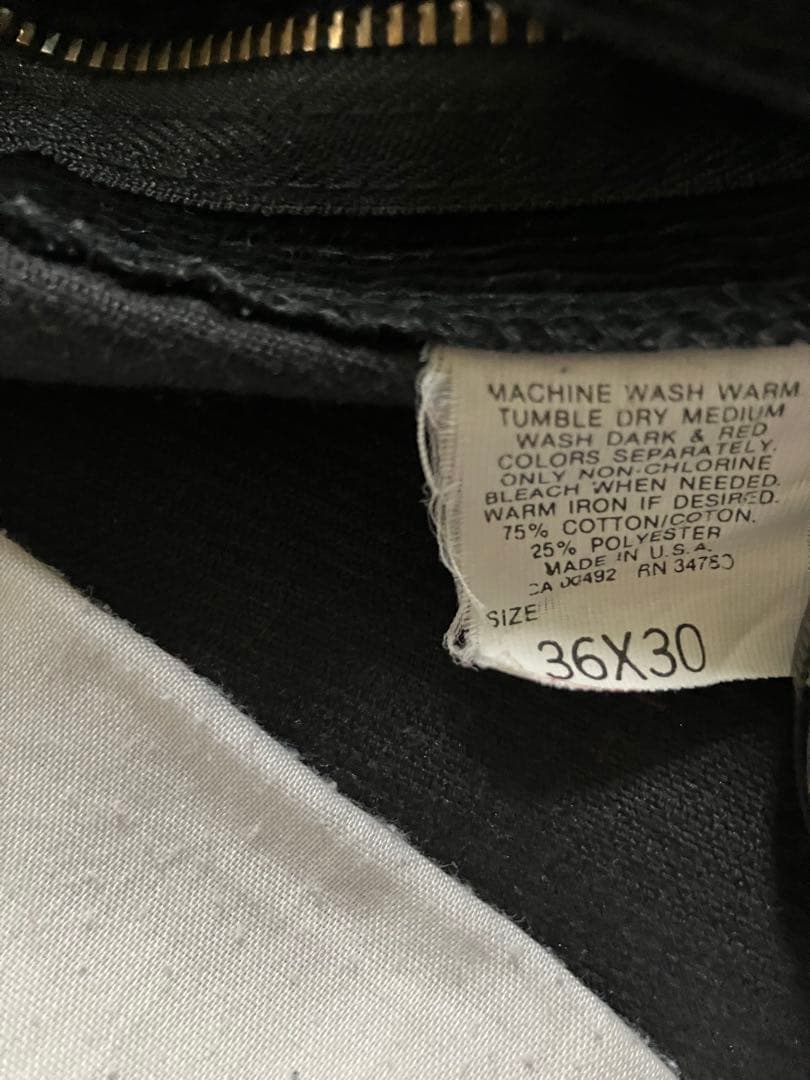 MACHINE WASH WARM
TUMBLE DRY MEDIUM
WASH DARK & RED
COLORS SEPARATELY.
ONLY NON-CHLORINE
BLEACH WHEN NEEDED.
WARM IRON IF DESIRED.
75% COTTON/COTON,
25% POLYESTER
MADE IN U.S.A.
RN
SIZE
36X30